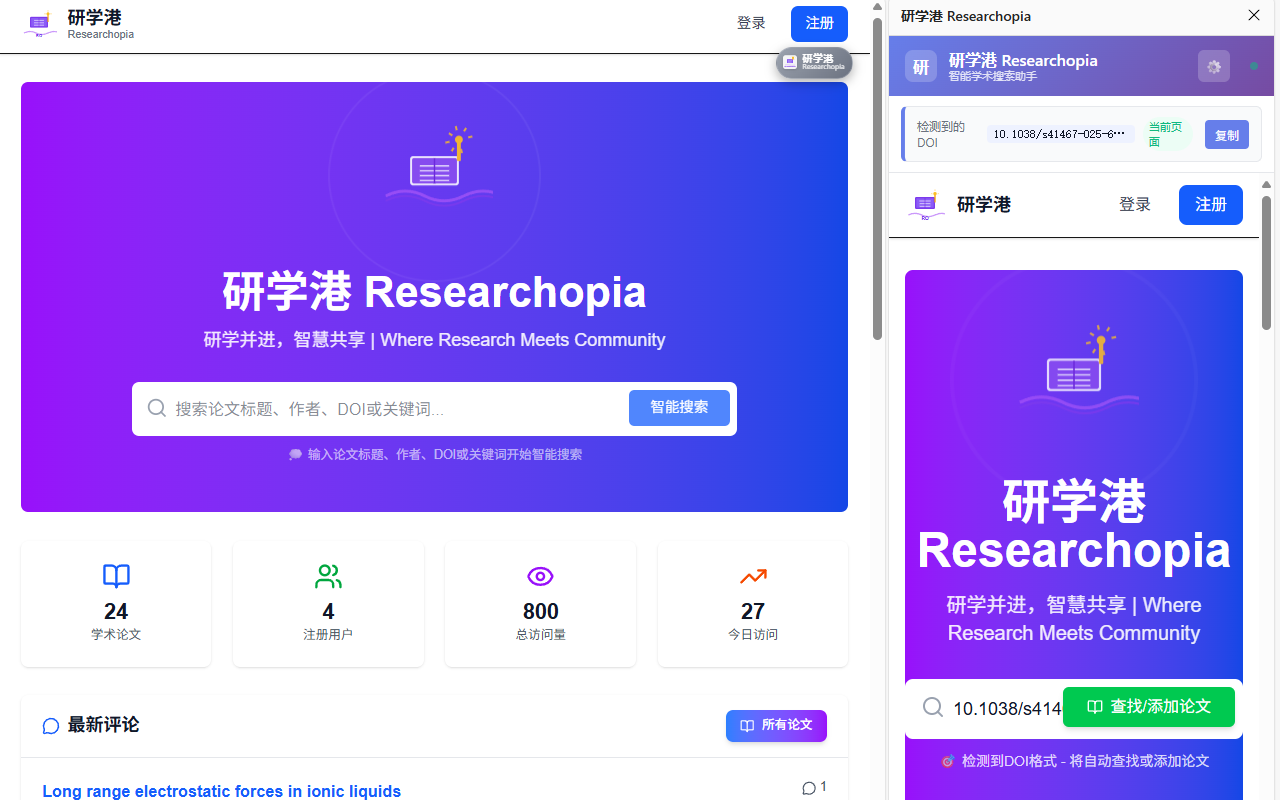 研学港
Researchopia
登录
注册
研学港
Researchopia
研学港 Researchopia
研学并进，智慧共享 | Where Research Meets Community
搜索论文标题、作者、DOI或关键词...
智能搜索
输入论文标题、作者、DOI或关键词开始智能搜索
24
学术论文
4
注册用户
800
总访问量
27
今日访问
最新评论
所有论文
Long range electrostatic forces in ionic liquids
1
研学港 Researchopia
研
研学港 Researchopia
智能学术搜索助手
检测到的
DOI
10.1038/s41467-025-6…
当前页
面
复制
RO
研学港
登录
注册
研学港
Researchopia
研学并进，智慧共享 | Where
Research Meets Community
10.1038/s414
查找/添加论文
检测到DOI格式 - 将自动查找或添加论文